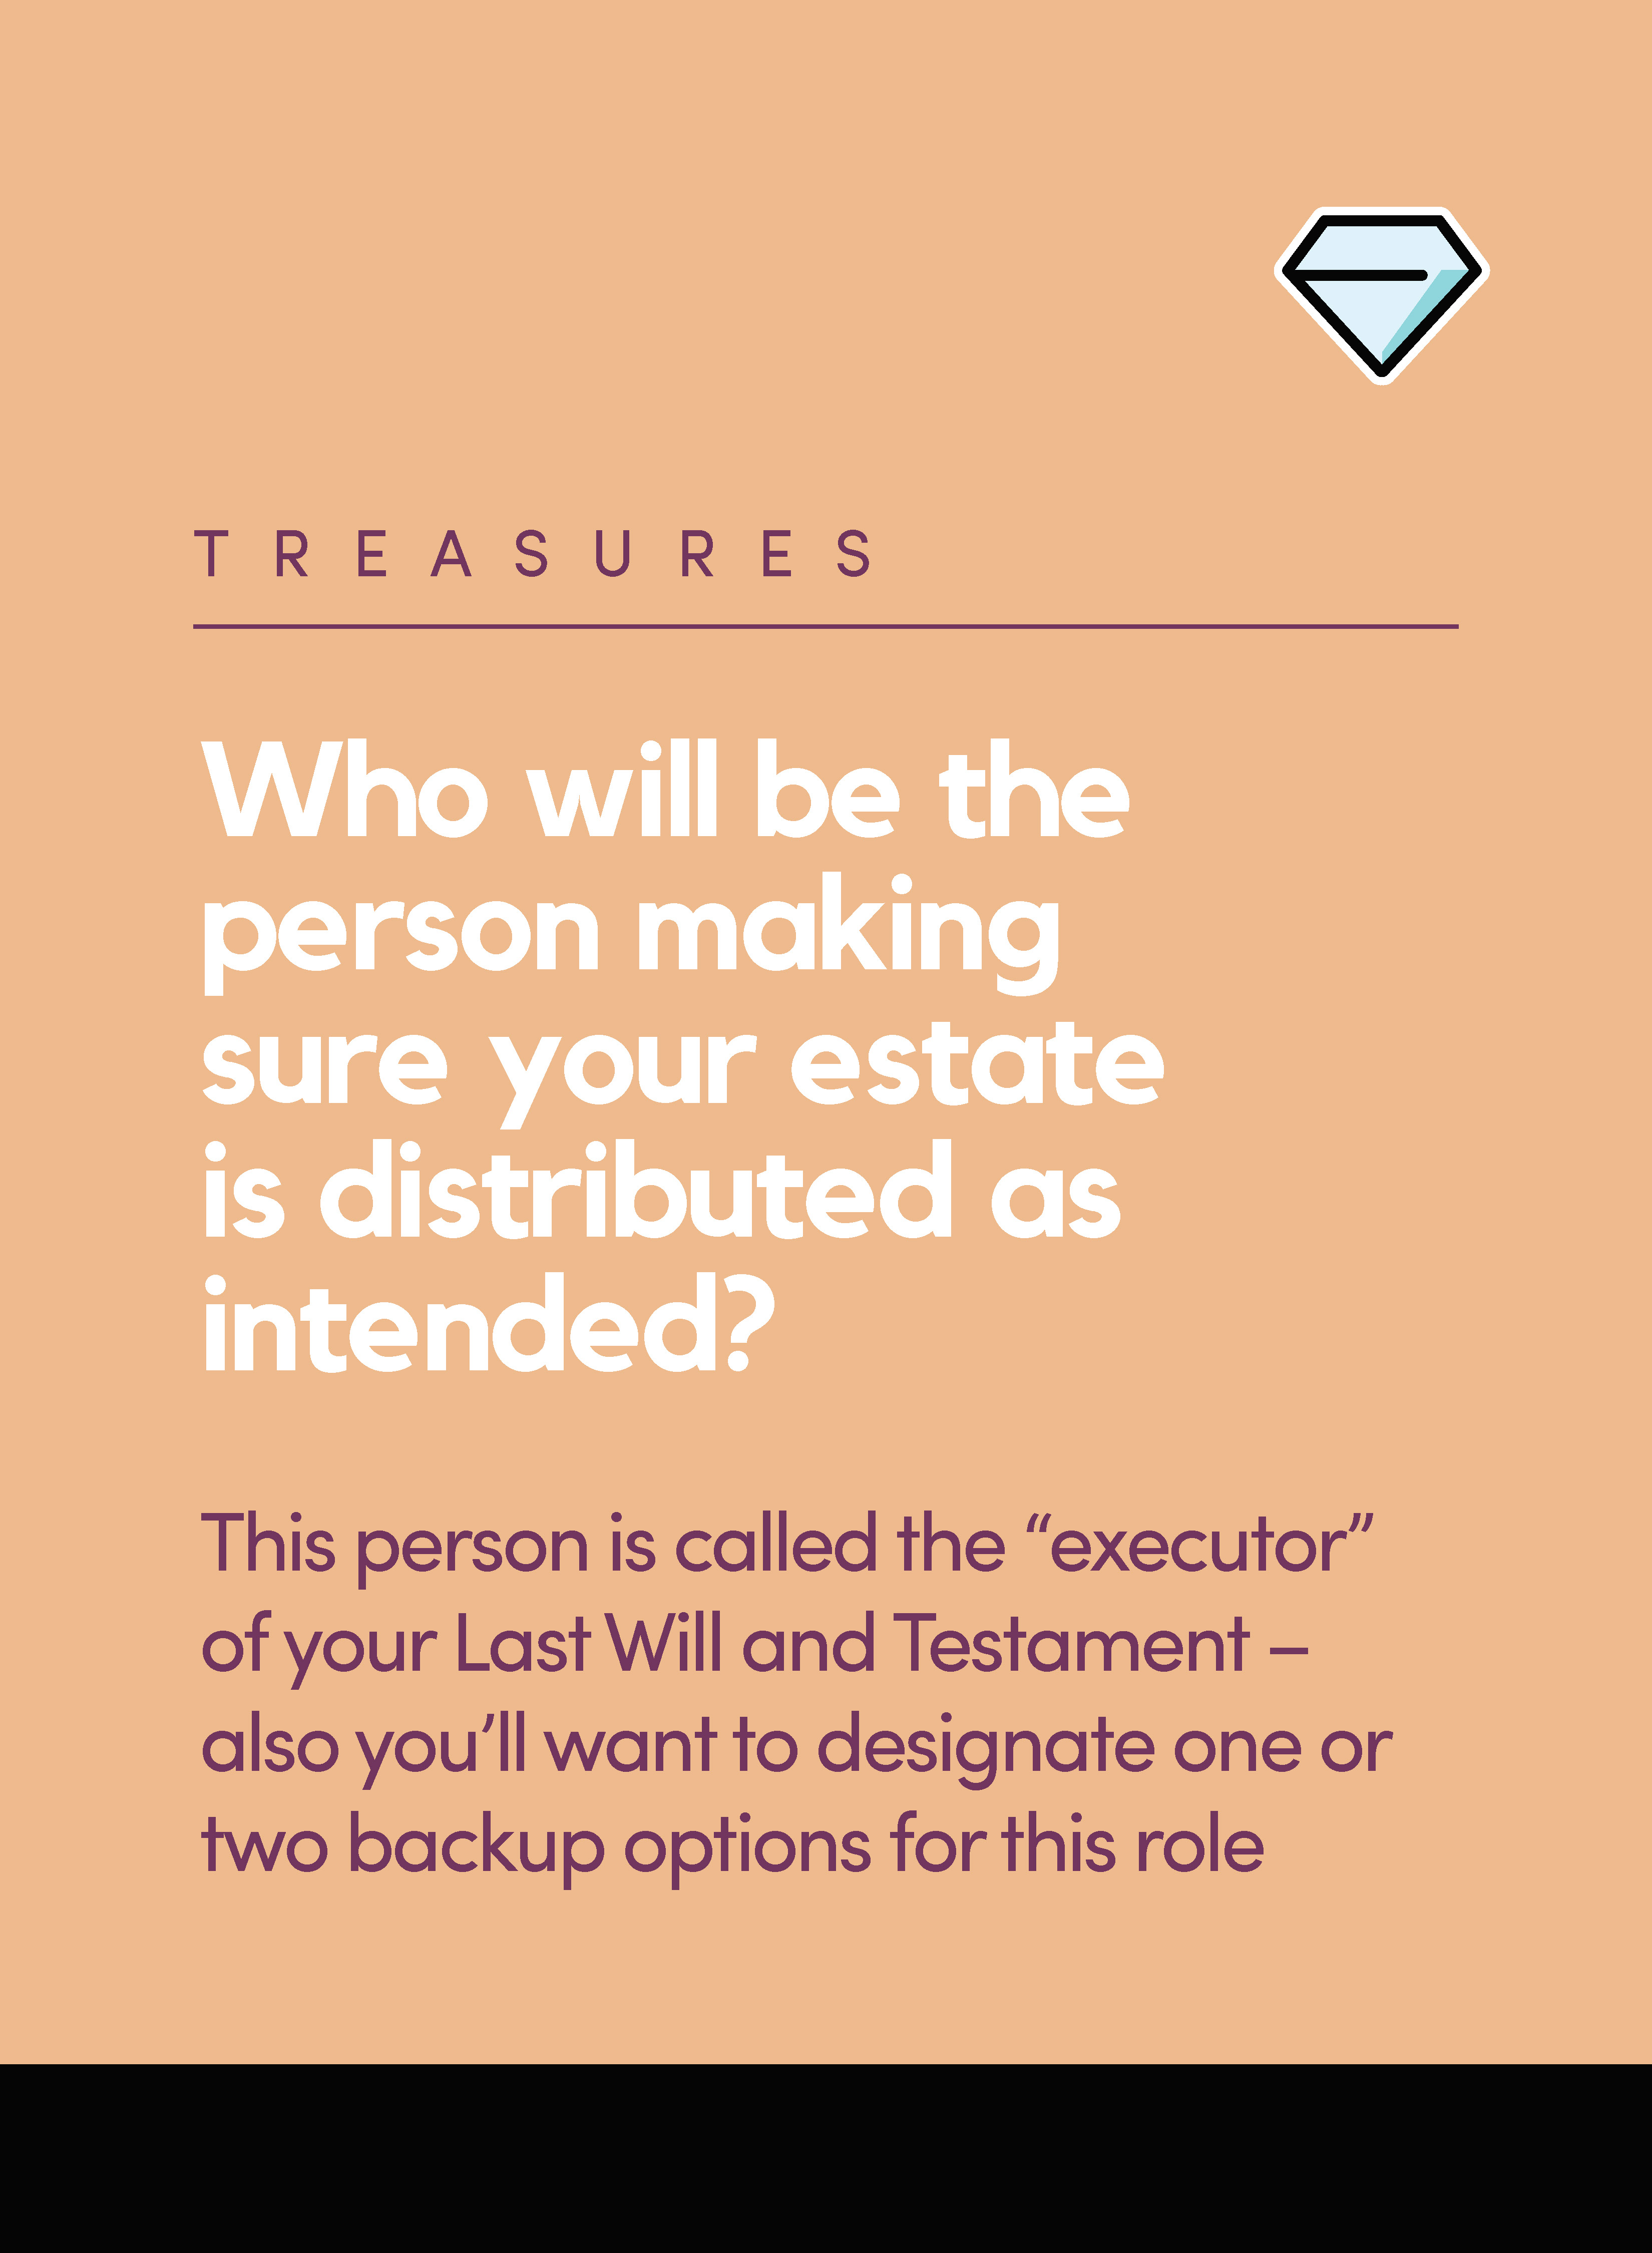 TREASURES
Who will be the
person making
sure your estate
is distributed as
intended?
This person is called the “executor”
of your Last Will and Testament –
also you’ll want to designate one or
two backup options for this role